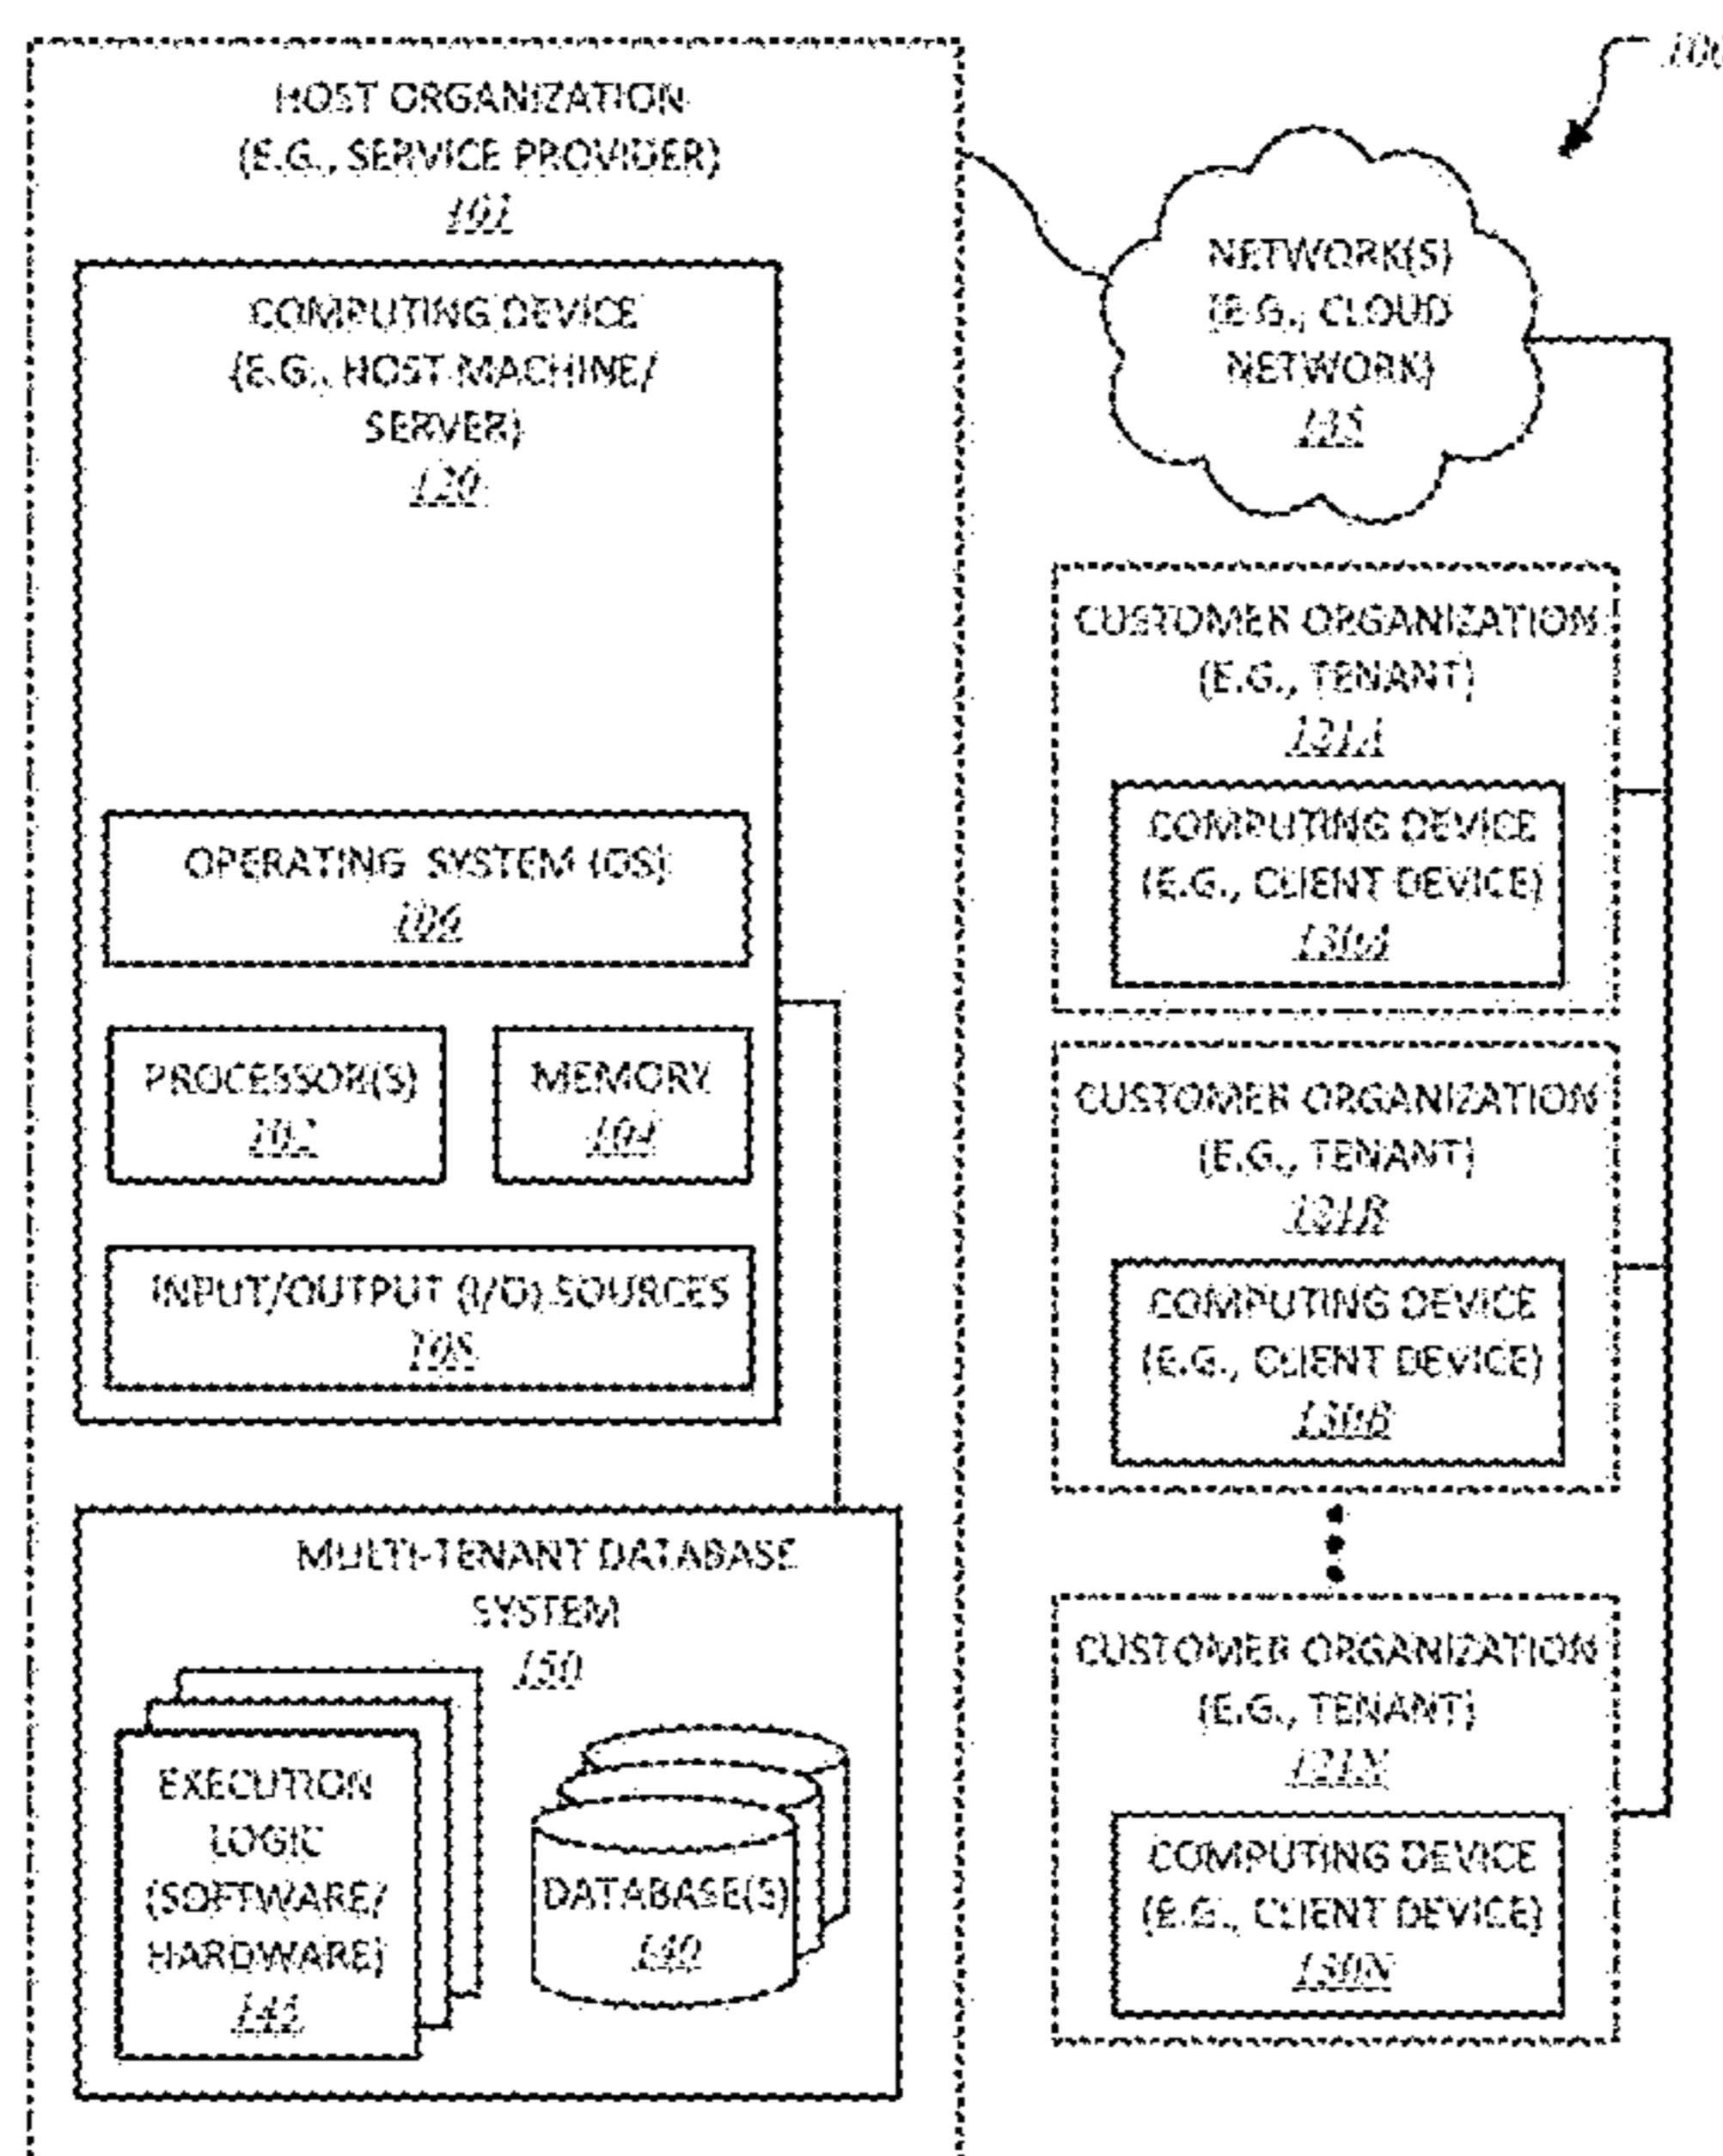 100
HOST ORGANIZATION
(E.G., SERVICE PROVIDER)
101
COMPUTING DEVICE
(E.G., HOST MACHINE/
SERVER)
120
OPERATING SYSTEM (OS)
106
PROCESSOR(S)
102
MEMORY
104
INPUT/OUTPUT (I/O) SOURCES
108
MULTI-TENANT DATABASE
SYSTEM
150
EXECUTION
LOGIC
(SOFTWARE/
HARDWARE)
DATABASE(S)
140
NETWORK(S)
(E.G., CLOUD
NETWORK)
CUSTOMER ORGANIZATION
(E.G., TENANT)
121A
COMPUTING DEVICE
(E.G., CLIENT DEVICE)
130A
CUSTOMER ORGANIZATION
(E.G., TENANT)
121B
COMPUTING DEVICE
(E.G., CLIENT DEVICE)
130B
CUSTOMER ORGANIZATION
(E.G., TENANT)
121N
COMPUTING DEVICE
(E.G., CLIENT DEVICE)
130N